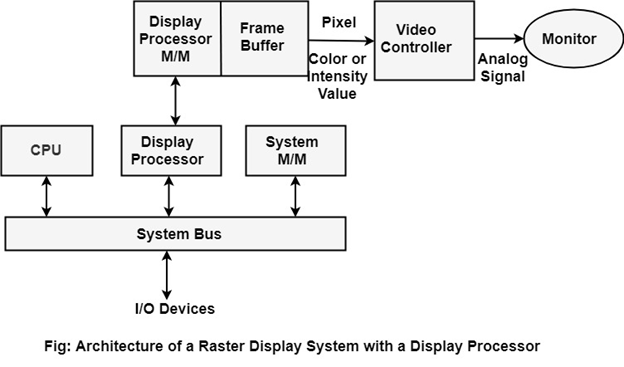 Display
Processor
M/M
Frame
Buffer
Pixel
Color or
Intensity
Value
Video
Controller
Analog
Signal
Monitor
CPU
Display
Processor
System
M/M
System Bus
I/O Devices
Fig: Architecture of a Raster Display System with a Display Processor